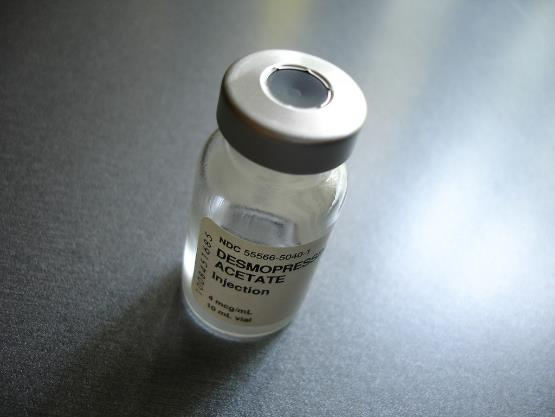 NDC 55566-5040-1
DESMOPRESS
ACETATE
Injection
4 mcg/mL
10 mL vial